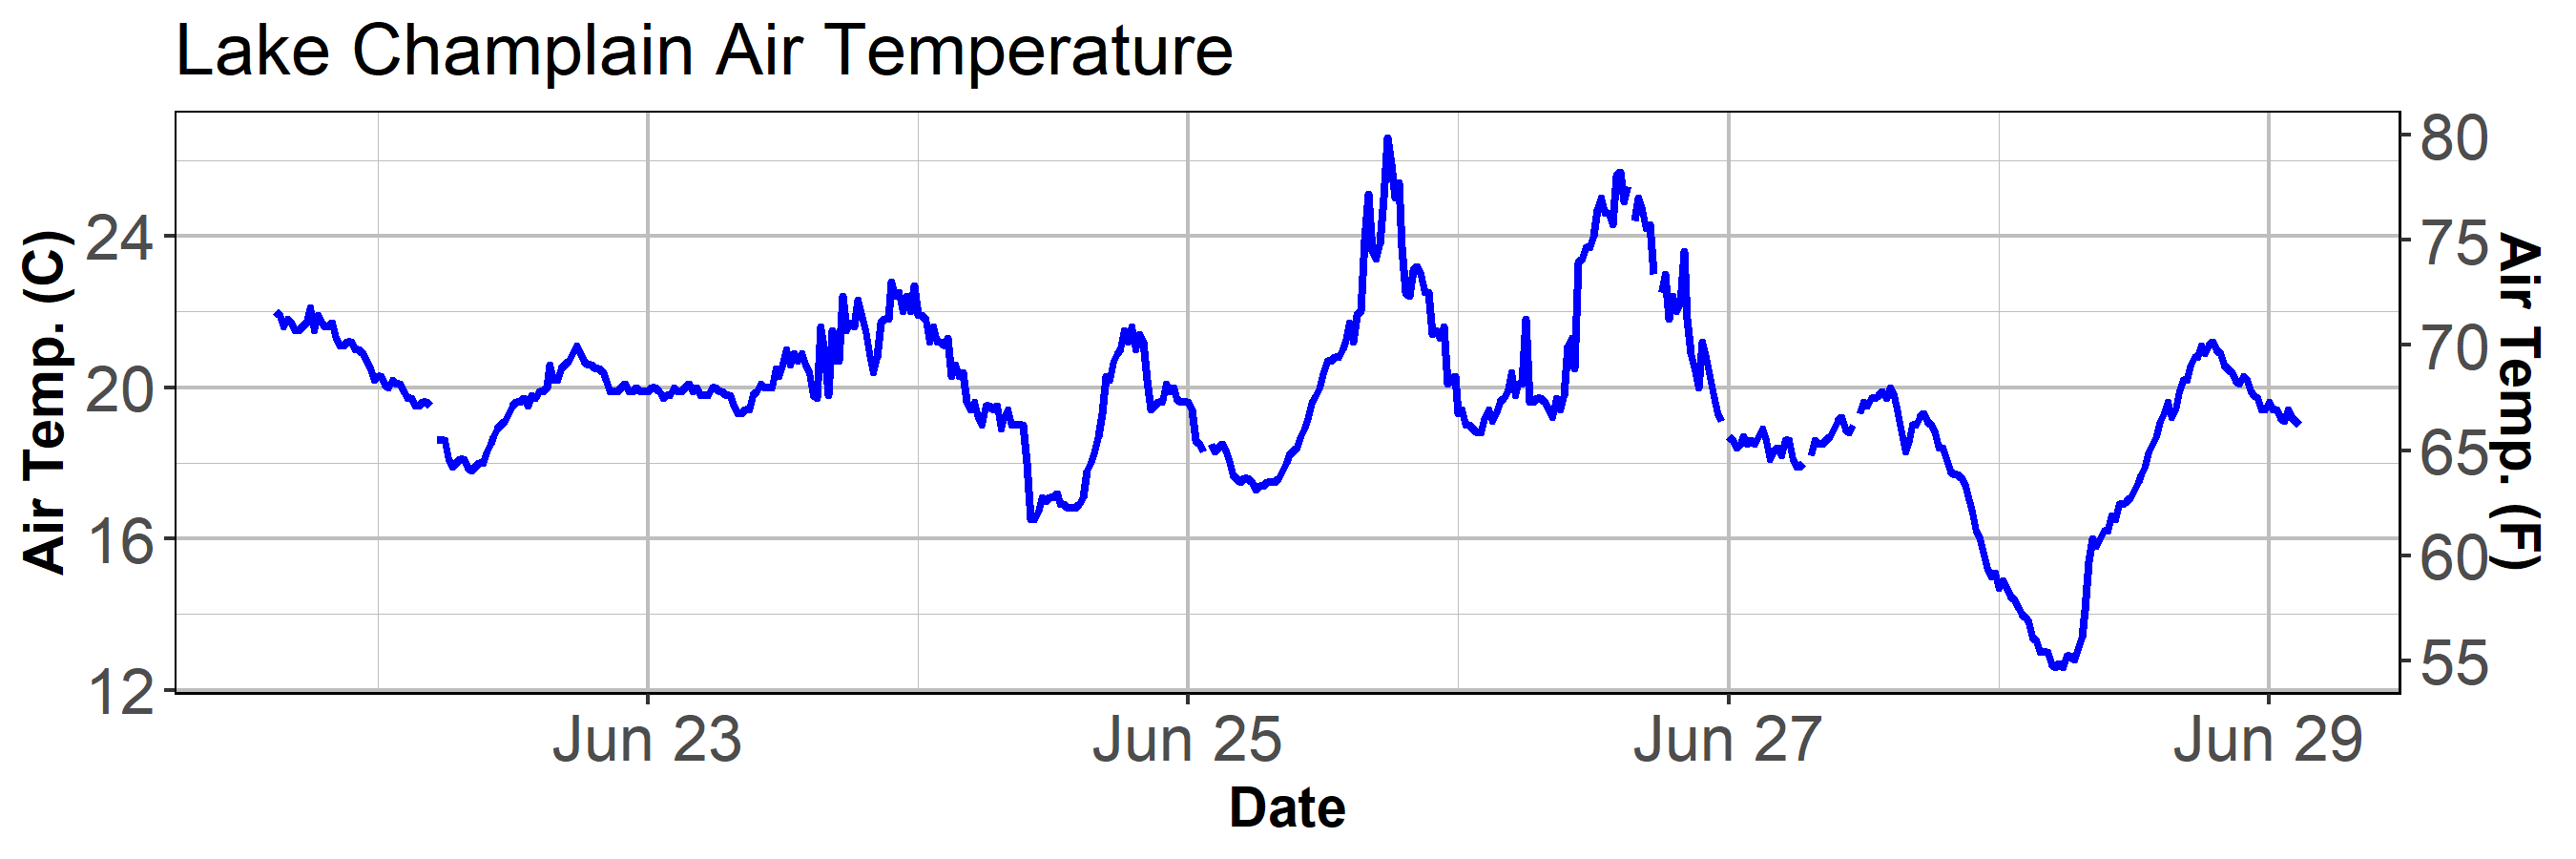 Lake Champlain Air Temperature
Air Temp. (C)
24
20
16
12
80
75
70
65
60
55
Air Temp. (F)
Jun 23
Jun 25
Jun 27
Jun 29
Date